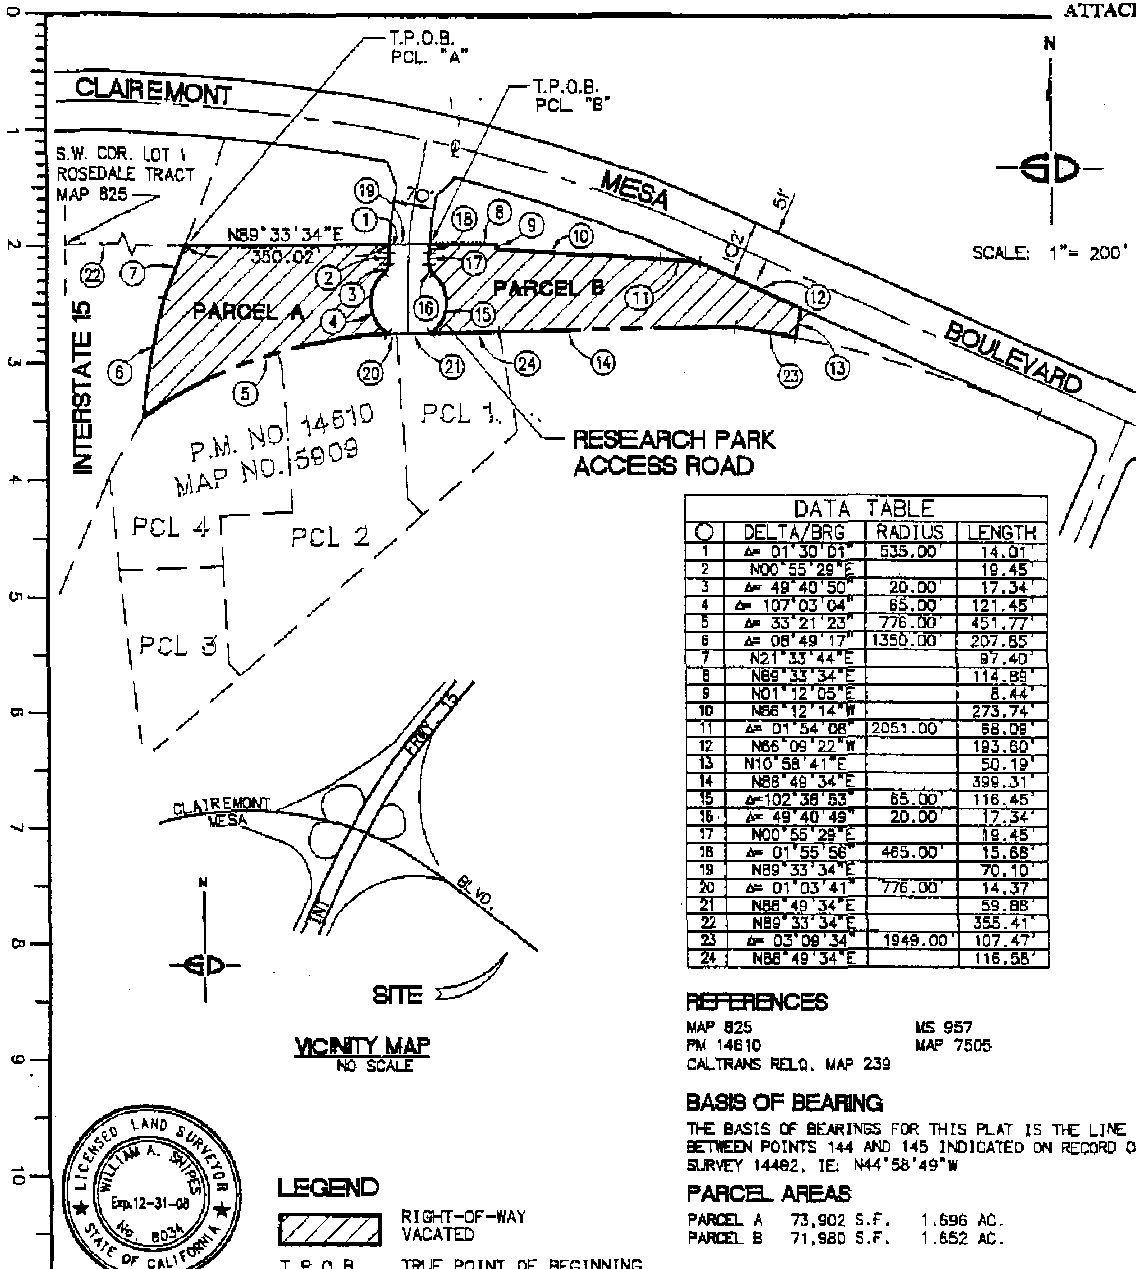 ATTACH
T.P.O.B.
PCL. "A"
N
CLAIREMONT
T.P.O.B.
PCL "B"
S.W. COR. LOT 1
ROSEDALE TRACT
MAP 825
MESA
51'
102'
70'
N89°33'34"E
350.02'
SCALE: 1"= 200'
PARCEL A
PARCEL B
BOULEVARD
INTERSTATE 15
PCL 1
P.M. NO. 14610
MAP NO. 5909
RESEARCH PARK
ACCESS ROAD
PCL 4
PCL 2
PCL 3
DATA TABLE
DELTA/BRG RADIUS LENGTH
1 Δ= 01°30'01" 535.00' 14.01'
2 N00°55'29"E 19.45'
3 Δ= 49°40'50" 20.00' 17.34'
4 Δ= 107°03'04" 65.00' 121.45'
5 Δ= 33°21'23" 776.00' 451.77'
6 Δ= 08°49'17" 1350.00' 207.85'
7 N21°33'44"E 97.40'
8 N89°33'34"E 114.89'
9 N01°12'05"E 8.44'
10 N86°12'14"W 273.74'
11 Δ= 01°54'08" 2051.00' 68.09'
12 N66°09'22"W 193.60'
13 N10°58'41"E 50.19'
14 N88°49'34"E 399.31'
15 Δ=102°38'53" 65.00' 116.45'
16 Δ= 49°40'49" 20.00' 17.34'
17 N00°55'29"E 19.45'
18 Δ= 01°55'56" 465.00' 15.68'
19 N89°33'34"E 70.10'
20 Δ= 01°03'41" 776.00' 14.37'
21 N88°49'34"E 59.88'
22 N89°33'34"E 355.41'
23 Δ= 03°09'34" 1949.00' 107.47'
24 N88°49'34"E 116.58'
FRWY. 15
CLAIREMONT
MESA
BLVD.
INT
N
SITE
VICINITY MAP
NO SCALE
REFERENCES
MAP 825 MS 957
PM 14610 MAP 7505
CALTRANS RELQ. MAP 239
BASIS OF BEARING
THE BASIS OF BEARINGS FOR THIS PLAT IS THE LINE
BETWEEN POINTS 144 AND 145 INDICATED ON RECORD O
SURVEY 14492, IE: N44°58'49"W
PARCEL AREAS
PARCEL A 73,902 S.F. 1.696 AC.
PARCEL B 71,980 S.F. 1.652 AC.
LICENSED LAND SURVEYOR
WILLIAM A. SNIPES
Exp.12-31-08
No. 8034
STATE OF CALIFORNIA
LEGEND
RIGHT-OF-WAY
VACATED
T.P.O.B. TRUE POINT OF BEGINNING